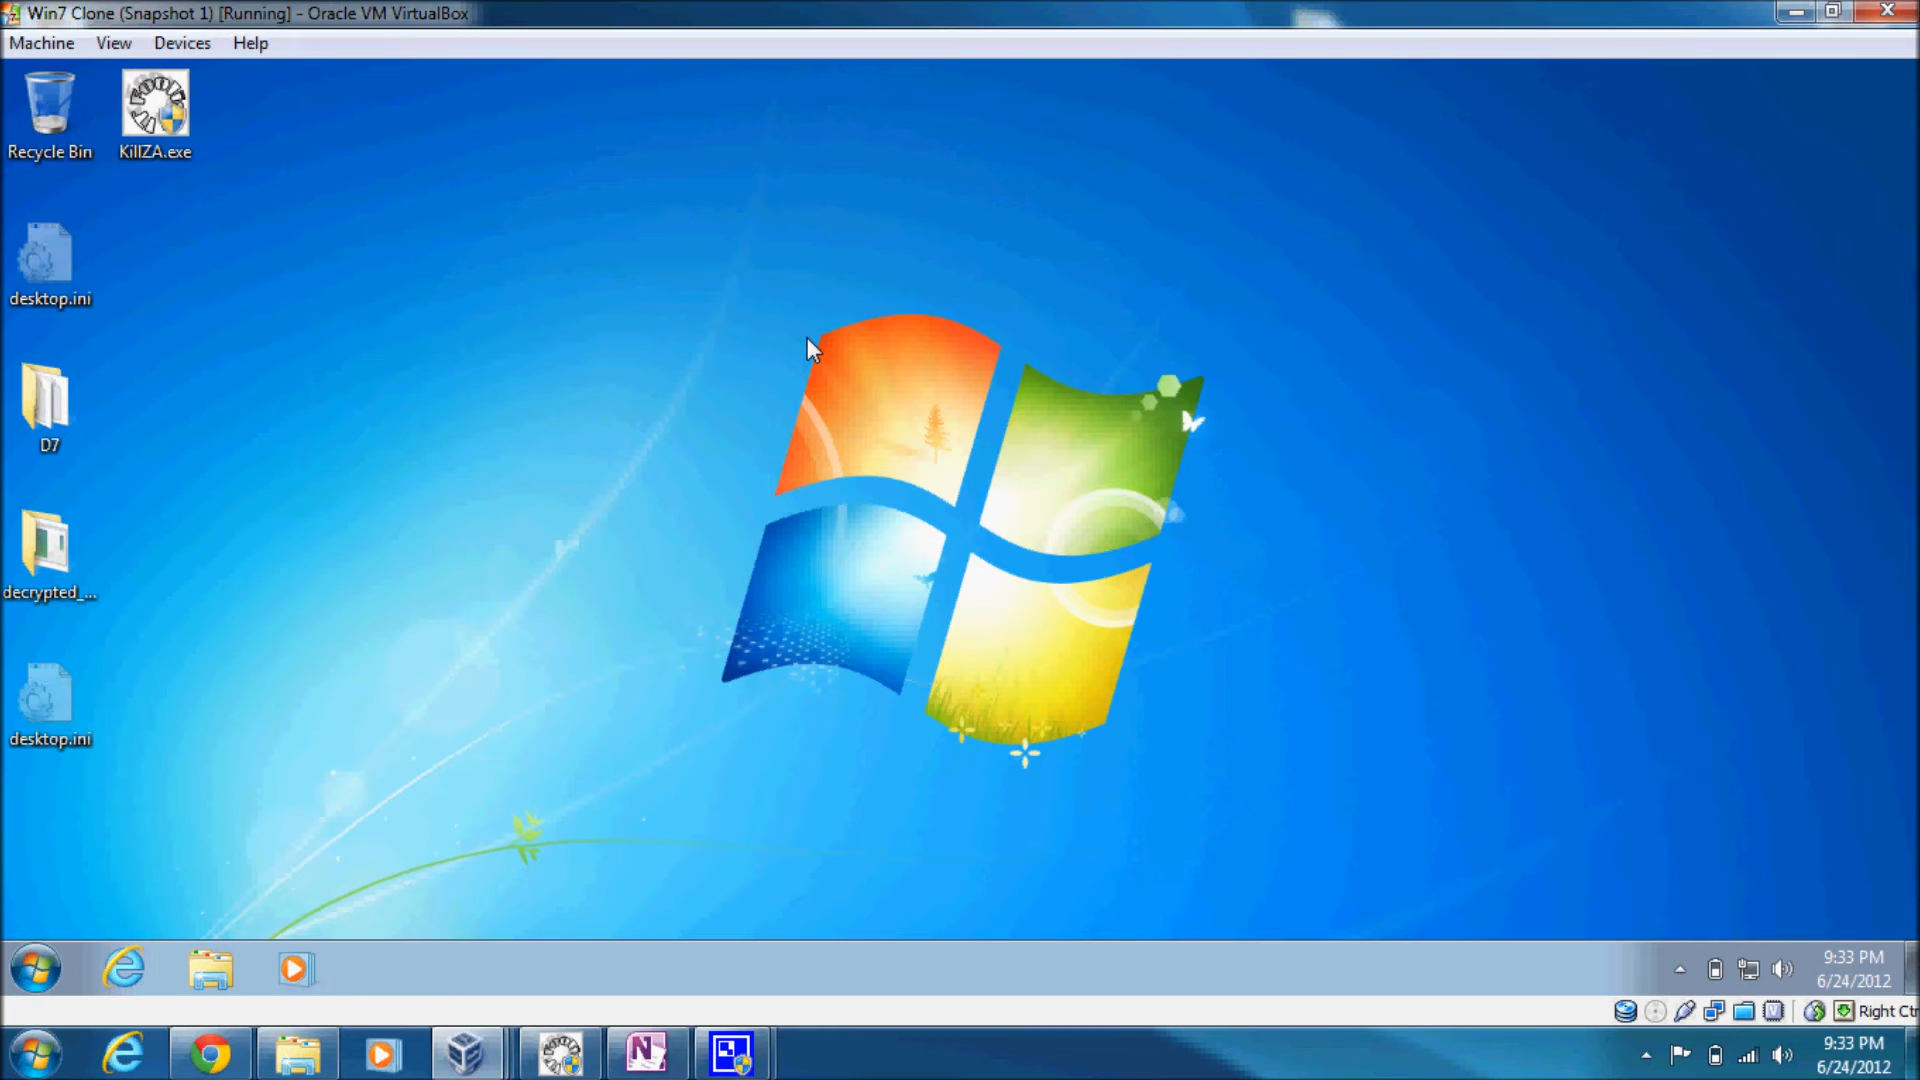 Win7 Clone (Snapshot 1) [Running] - Oracle VM VirtualBox
Machine View Devices Help
Recycle Bin
KillZA.exe
desktop.ini
D7
decrypted_...
desktop.ini
9:33 PM
6/24/2012
Right Ctr
9:33 PM
6/24/2012